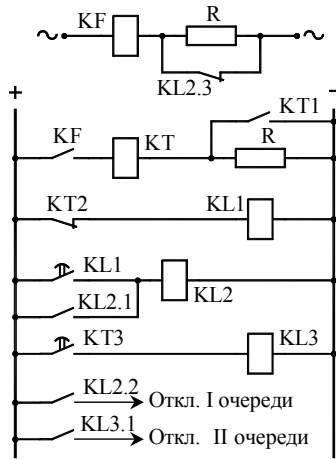 KF R
KL2.3
+ –
KT1
KF KT R
KT2 KL1
KL1
KL2
KL2.1
KT3 KL3
KL2.2
Откл. I очереди
KL3.1
Откл. II очереди